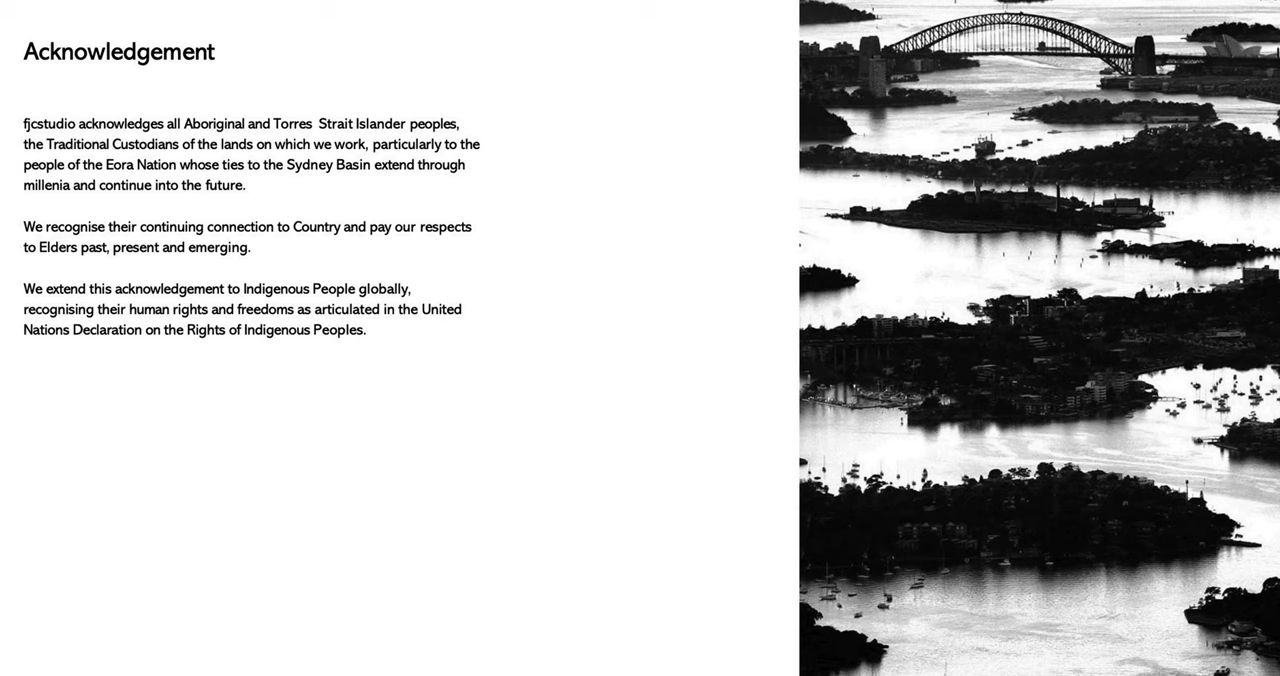 Acknowledgement
fjcstudio acknowledges all Aboriginal and Torres Strait Islander peoples,
the Traditional Custodians of the lands on which we work, particularly to the
people of the Eora Nation whose ties to the Sydney Basin extend through
millenia and continue into the future.
We recognise their continuing connection to Country and pay our respects
to Elders past, present and emerging.
We extend this acknowledgement to Indigenous People globally,
recognising their human rights and freedoms as articulated in the United
Nations Declaration on the Rights of Indigenous Peoples.